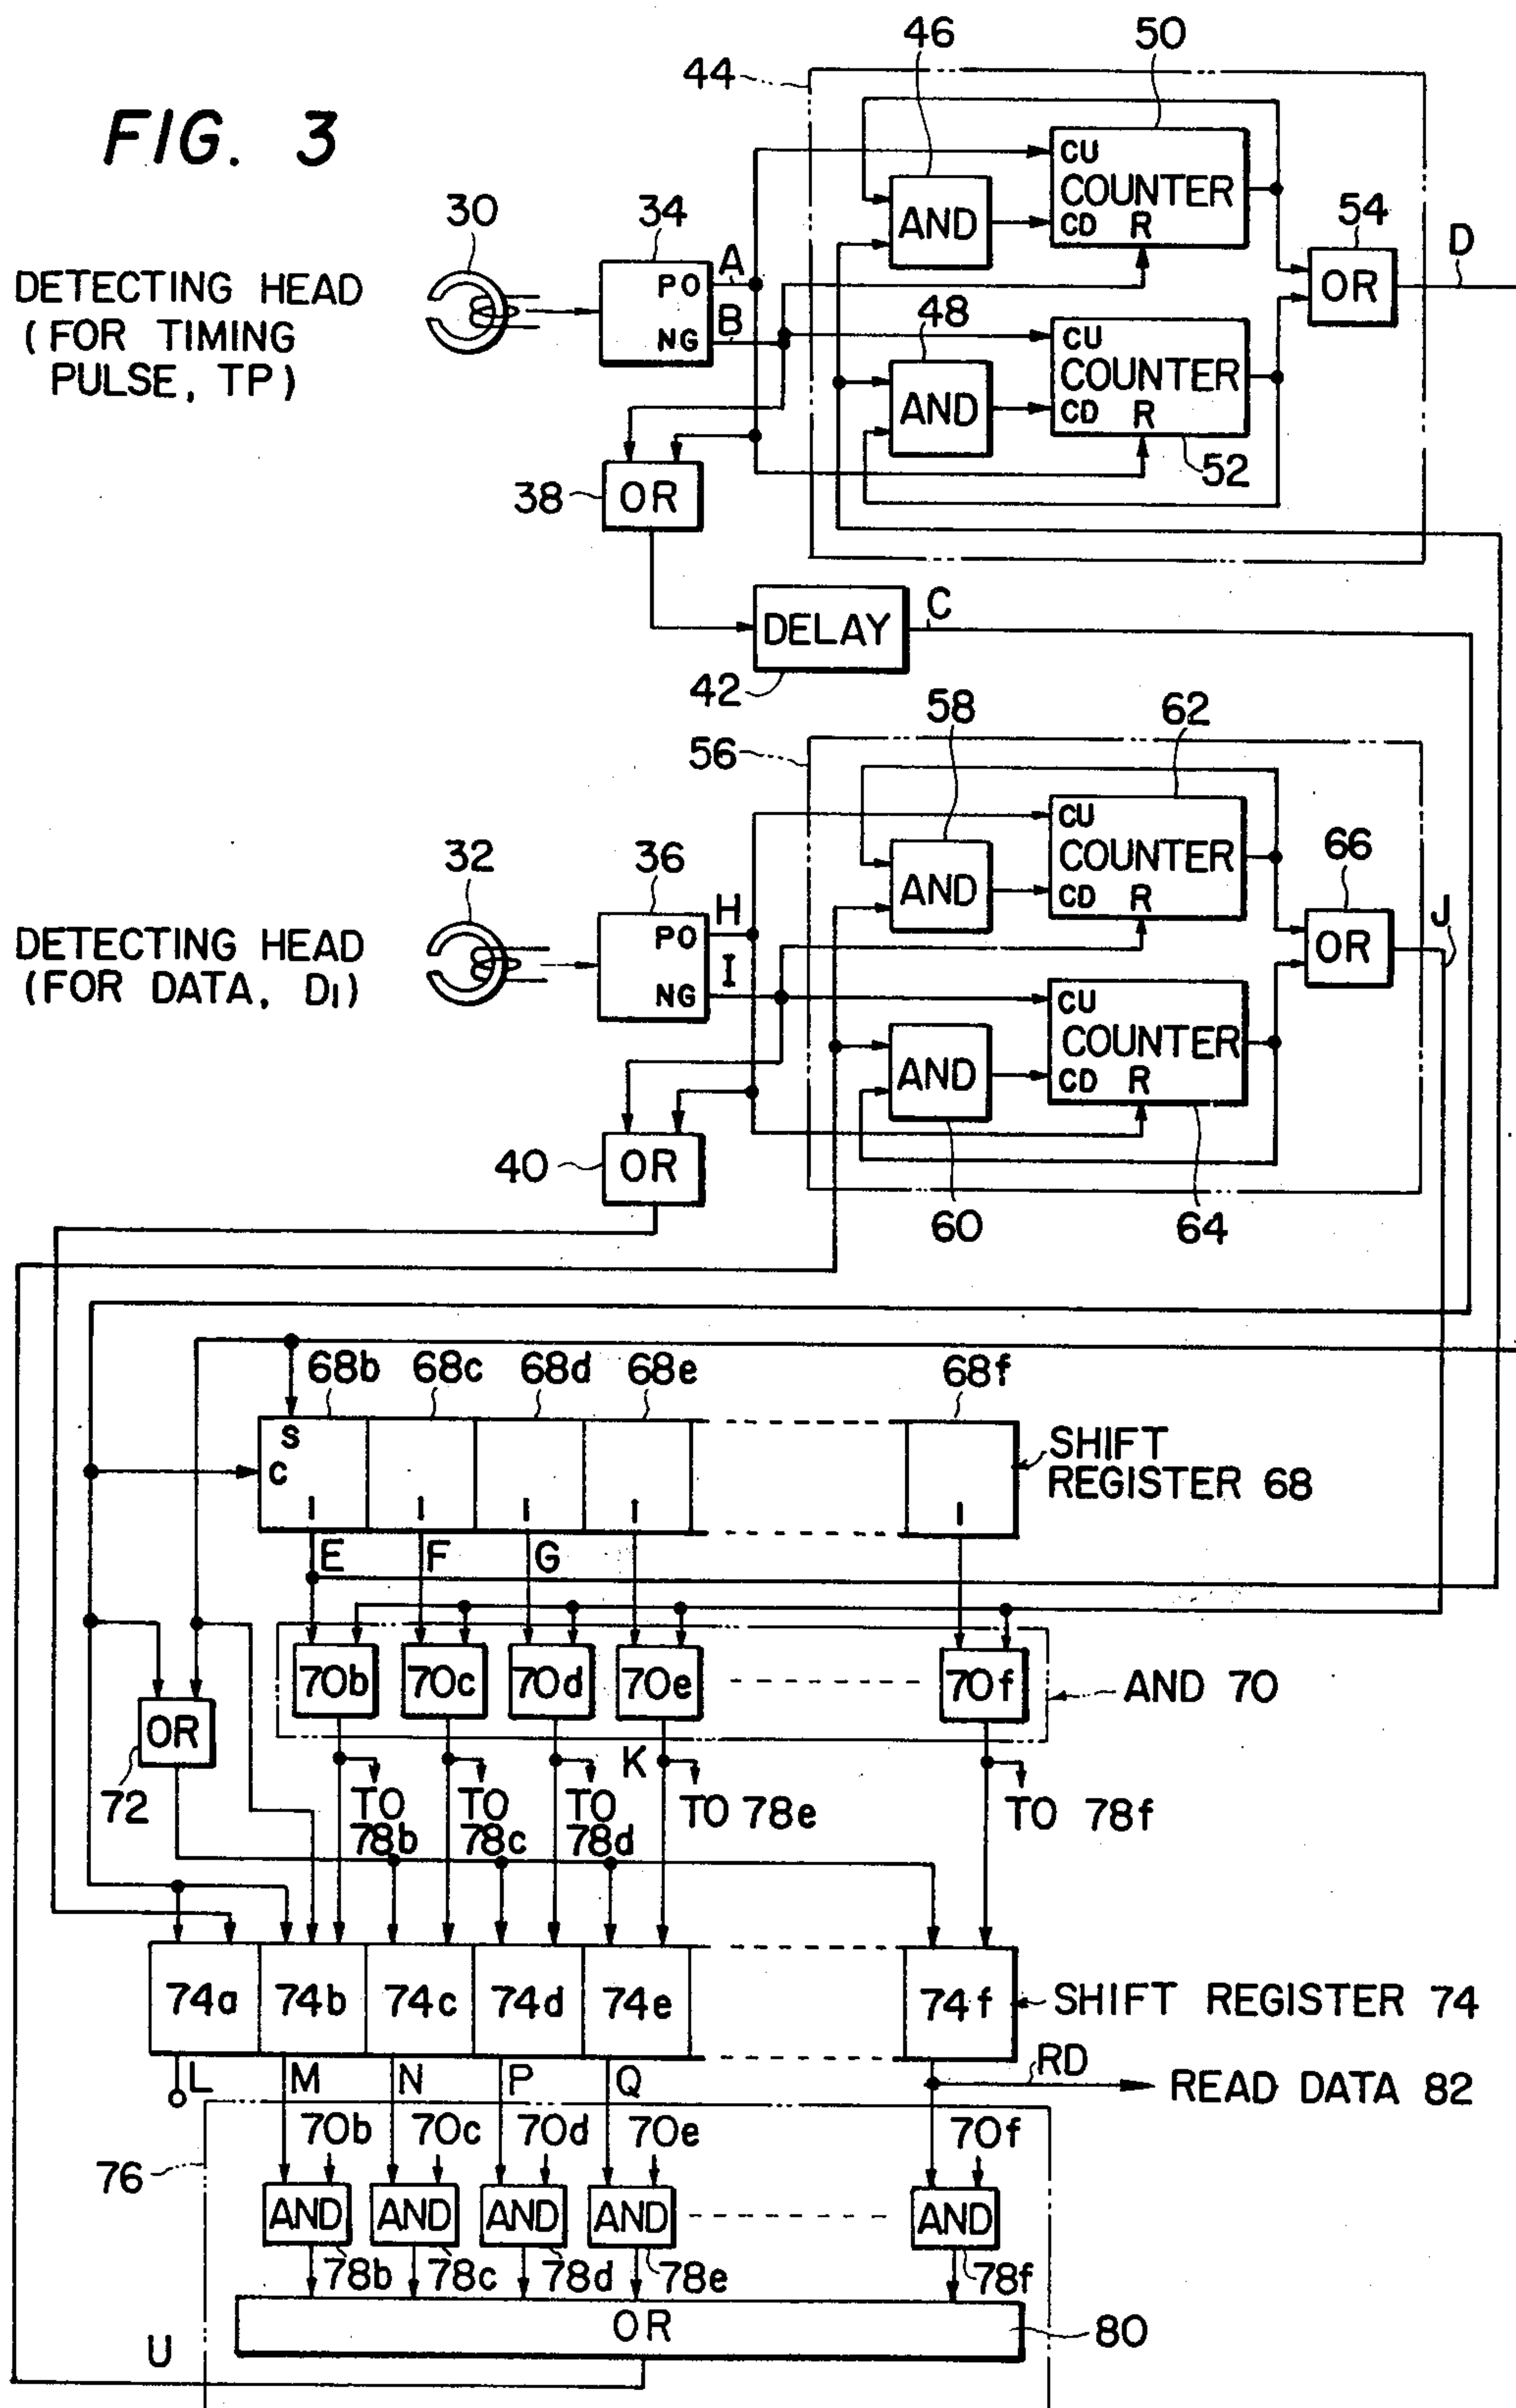 FIG. 3
44
46
50
CU
COUNTER
CD R
AND
54
OR
D
30
34
PO
NG
A
B
DETECTING HEAD
(FOR TIMING
PULSE, TP)
48
CU
COUNTER
CD R
AND
52
38
OR
DELAY
C
42
56
58
62
CU
COUNTER
CD R
AND
66
OR
J
32
36
PO
NG
H
I
DETECTING HEAD
(FOR DATA, D1)
CU
COUNTER
CD R
AND
40
OR
60
64
68b 68c 68d 68e 68f
S
C
I I I I I
SHIFT
REGISTER 68
E F G
70b 70c 70d 70e 70f
AND 70
OR
72
K
TO
78b
TO
78c
TO
78d
TO 78e
TO 78f
74a 74b 74c 74d 74e 74f
SHIFT REGISTER 74
L M N P Q
RD
READ DATA 82
70b 70c 70d 70e 70f
76
AND AND AND AND AND
78b 78c 78d 78e 78f
OR
80
U